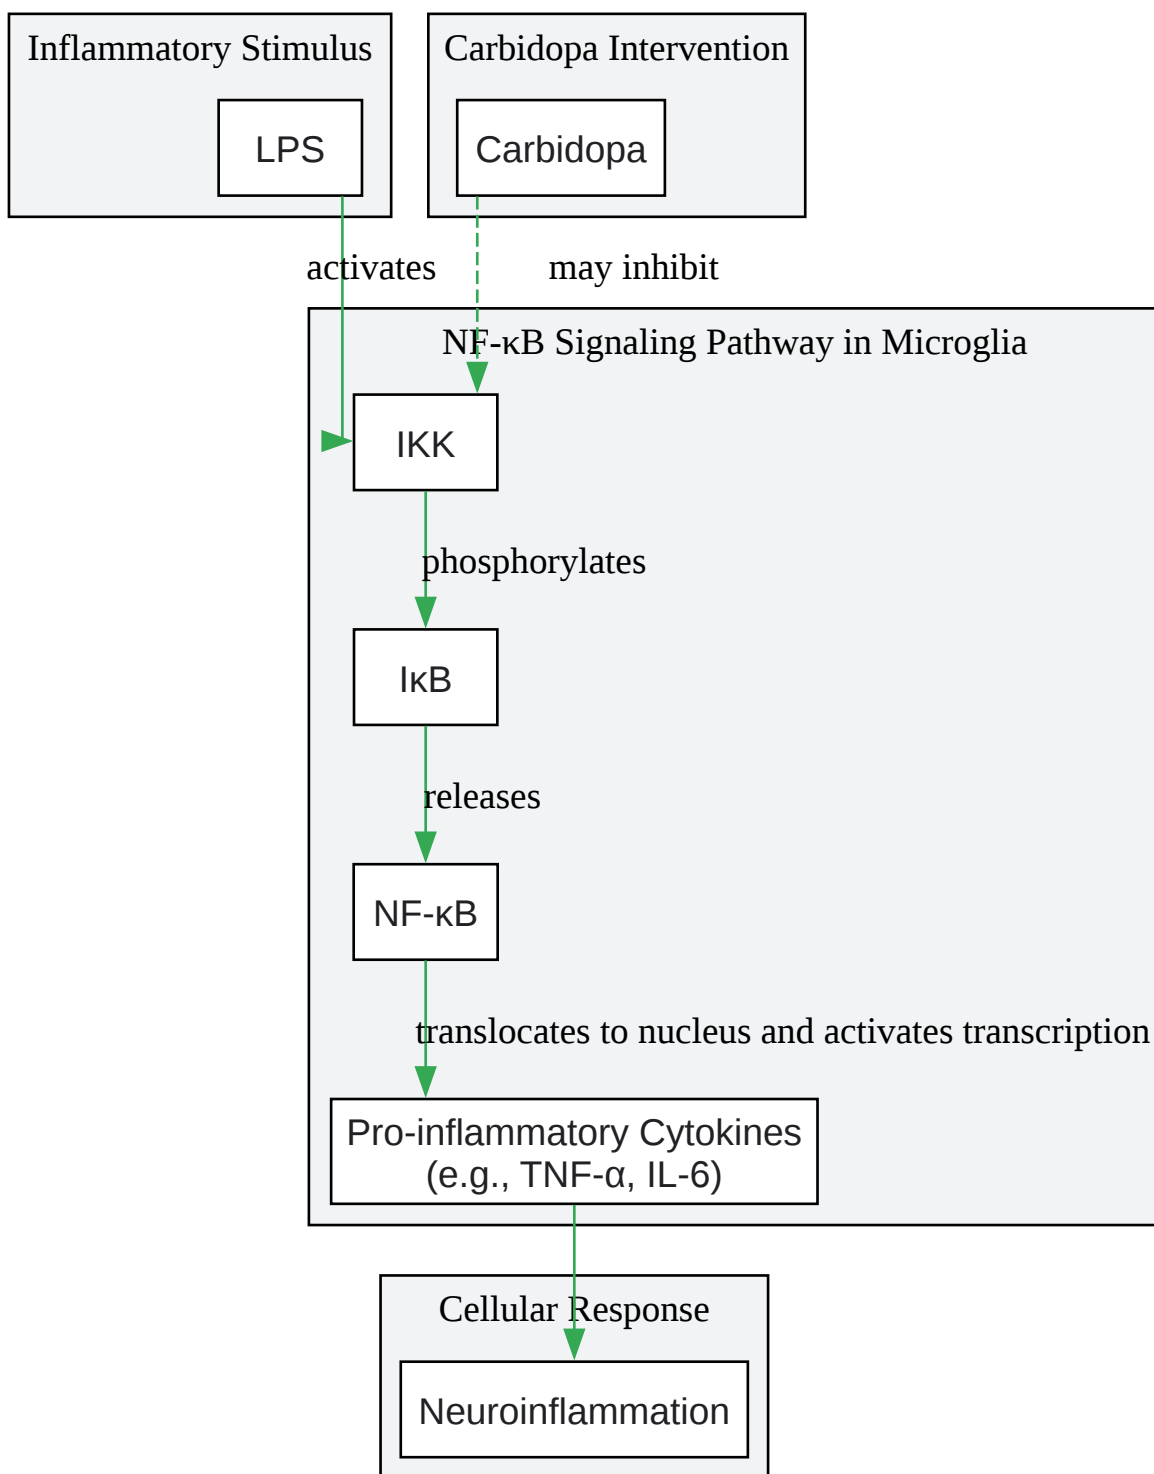 Inflammatory Stimulus
Carbidopa Intervention
LPS
Carbidopa
activates
may inhibit
NF-κB Signaling Pathway in Microglia
IKK
phosphorylates
IκB
releases
NF-κB
translocates to nucleus and activates transcription
Pro-inflammatory Cytokines
(e.g., TNF-α, IL-6)
Cellular Response
Neuroinflammation